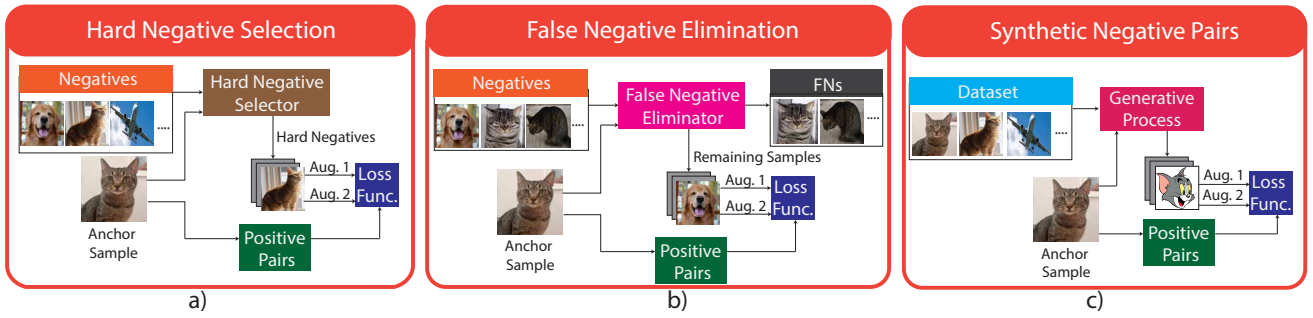 Hard Negative Selection
Negatives
....
Hard Negative
Selector
Hard Negatives
Aug. 1
Aug. 2
Loss
Func.
Anchor
Sample
Positive
Pairs
a)
False Negative Elimination
Negatives
....
False Negative
Eliminator
FNs
....
Remaining Samples
Aug. 1
Aug. 2
Loss
Func.
Anchor
Sample
Positive
Pairs
b)
Synthetic Negative Pairs
Dataset
....
Generative
Process
Aug. 1
Aug. 2
Loss
Func.
Anchor
Sample
Positive
Pairs
c)